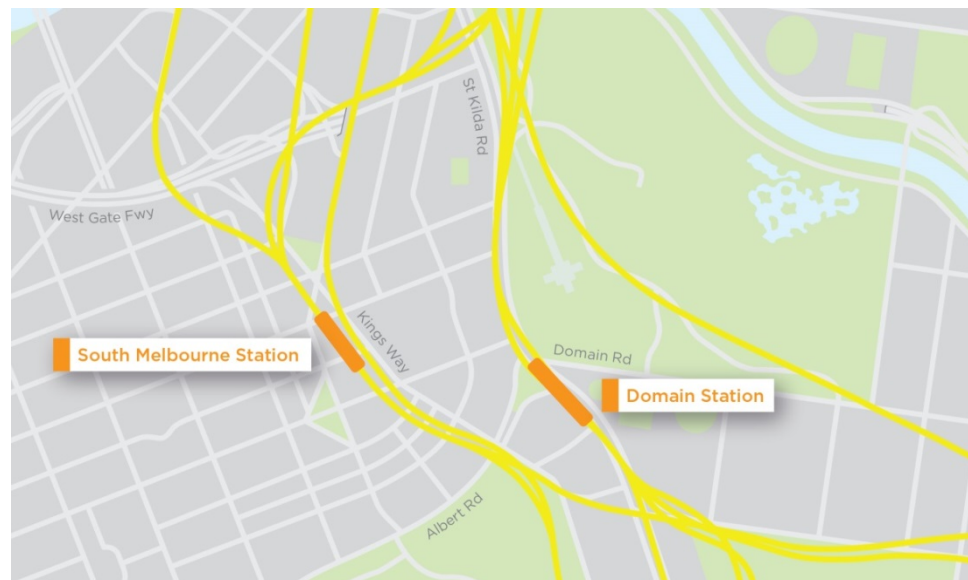 St Kilda Rd
West Gate Fwy
Kings Way
South Melbourne Station
Domain Rd
Domain Station
Albert Rd